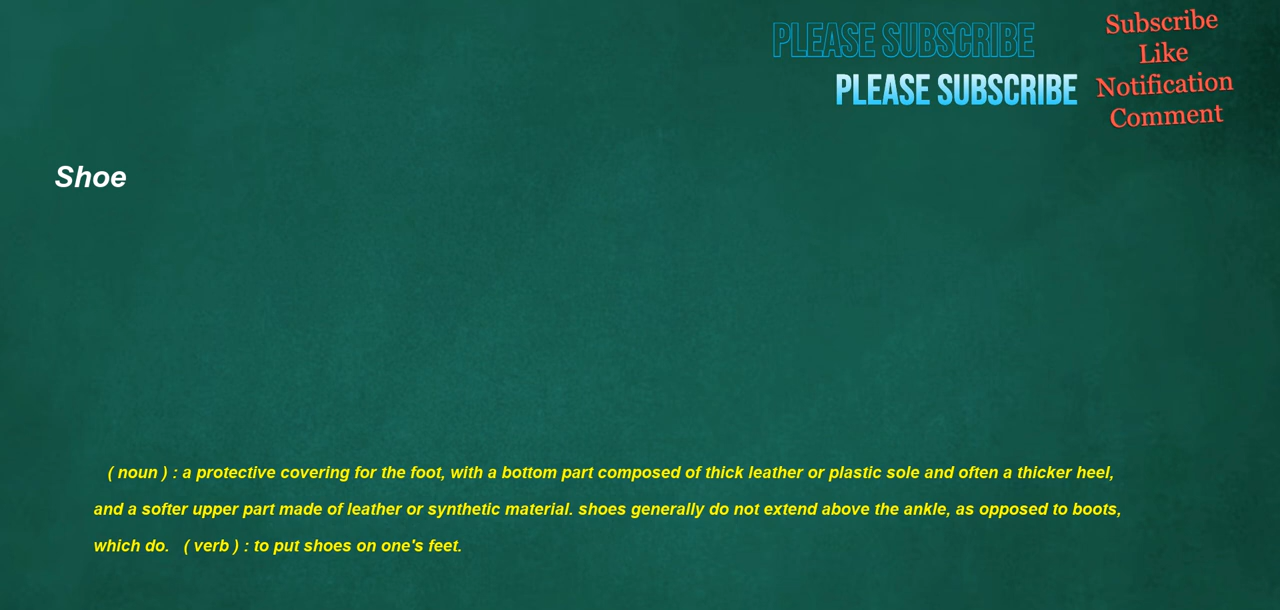 PLEASE SUBSCRIBE
PLEASE SUBSCRIBE
Subscribe
Like
Notification
Comment
Shoe
( noun ) : a protective covering for the foot, with a bottom part composed of thick leather or plastic sole and often a thicker heel,
and a softer upper part made of leather or synthetic material. shoes generally do not extend above the ankle, as opposed to boots,
which do. ( verb ) : to put shoes on one's feet.